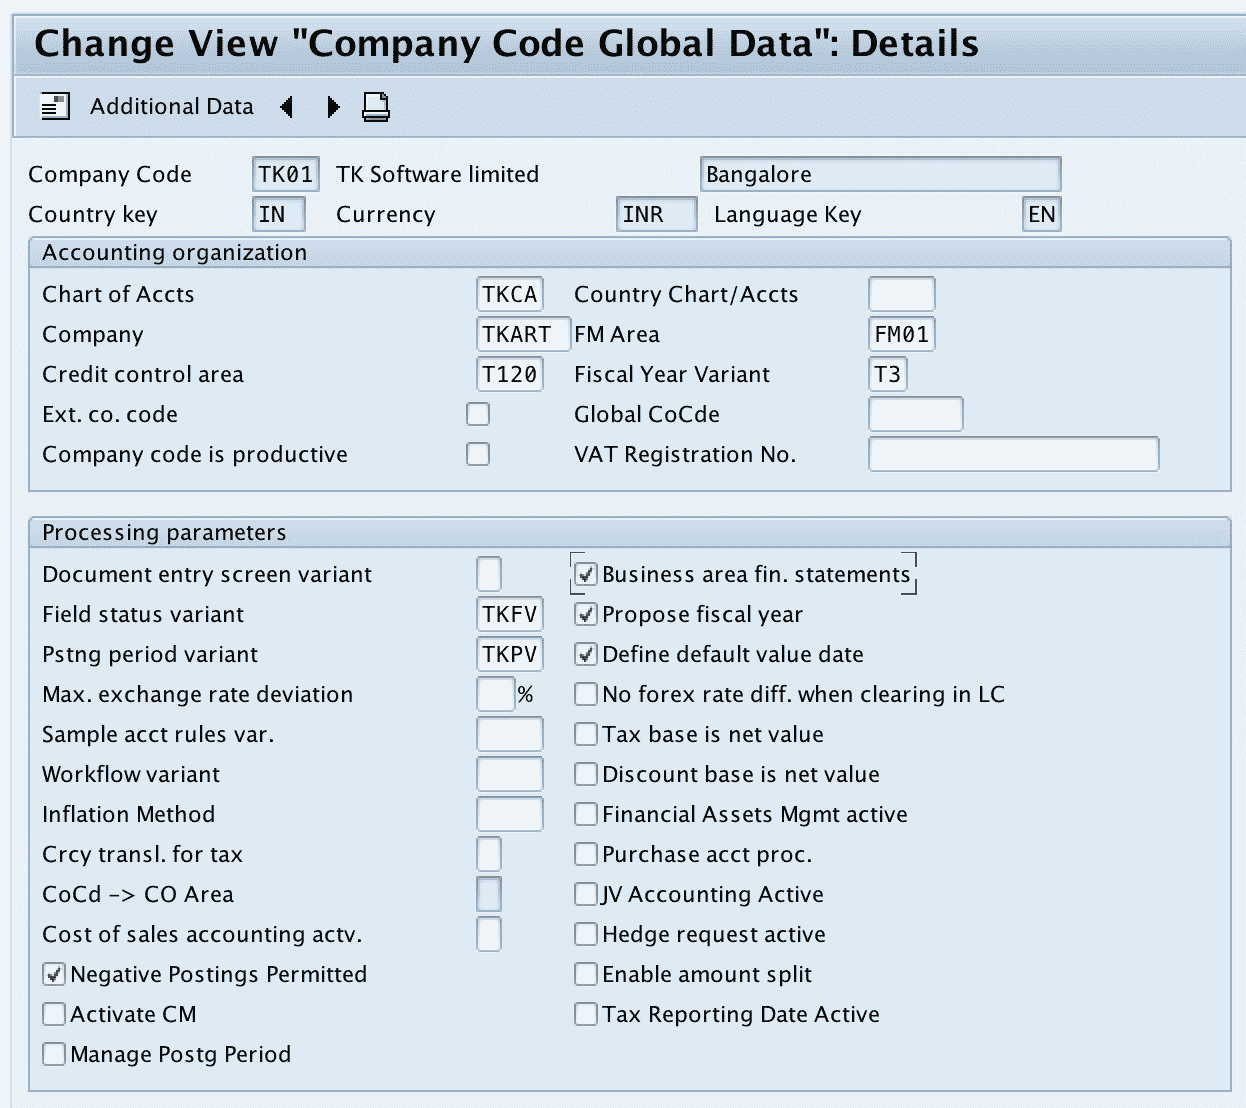 Change View "Company Code Global Data": Details
Additional Data
Company Code TK01 TK Software limited Bangalore
Country key IN Currency INR Language Key EN
Accounting organization
Chart of Accts TKCA Country Chart/Accts
Company TKART FM Area FM01
Credit control area T120 Fiscal Year Variant T3
Ext. co. code Global CoCde
Company code is productive VAT Registration No.
Processing parameters
Document entry screen variant Business area fin. statements
Field status variant TKFV Propose fiscal year
Pstng period variant TKPV Define default value date
Max. exchange rate deviation % No forex rate diff. when clearing in LC
Sample acct rules var. Tax base is net value
Workflow variant Discount base is net value
Inflation Method Financial Assets Mgmt active
Crcy transl. for tax Purchase acct proc.
CoCd -> CO Area JV Accounting Active
Cost of sales accounting actv. Hedge request active
Negative Postings Permitted Enable amount split
Activate CM Tax Reporting Date Active
Manage Postg Period